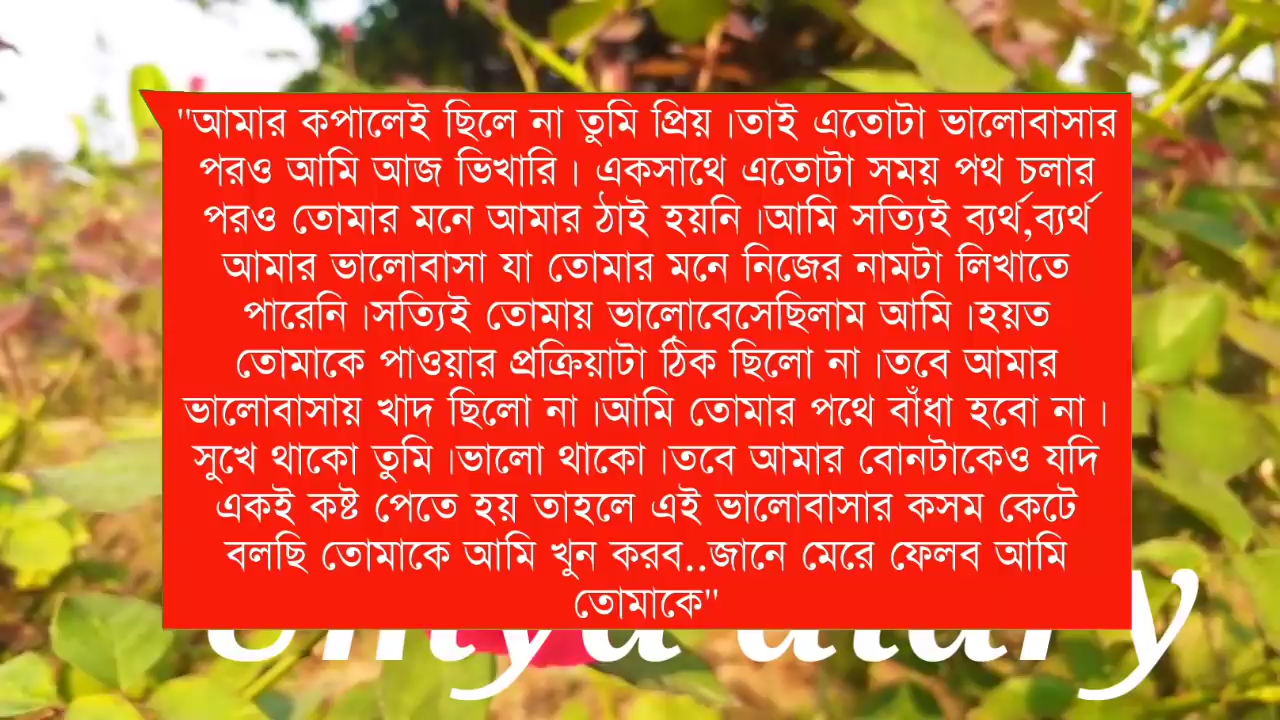 "আমার কপালেই ছিলে না তুমি প্রিয়।তাই এতোটা ভালোবাসার
পরও আমি আজ ভিখারি। একসাথে এতোটা সময় পথ চলার
পরও তোমার মনে আমার ঠাই হয়নি।আমি সত্যিই ব্যর্থ,ব্যর্থ
আমার ভালোবাসা যা তোমার মনে নিজের নামটা লিখাতে
পারেনি।সত্যিই তোমায় ভালোবেসেছিলাম আমি।হয়ত
তোমাকে পাওয়ার প্রক্রিয়াটা ঠিক ছিলো না।তবে আমার
ভালোবাসায় খাদ ছিলো না।আমি তোমার পথে বাঁধা হবো না।
সুখে থাকো তুমি।ভালো থাকো।তবে আমার বোনটাকেও যদি
একই কষ্ট পেতে হয় তাহলে এই ভালোবাসার কসম কেটে
বলছি তোমাকে আমি খুন করব..জানে মেরে ফেলব আমি
তোমাকে"